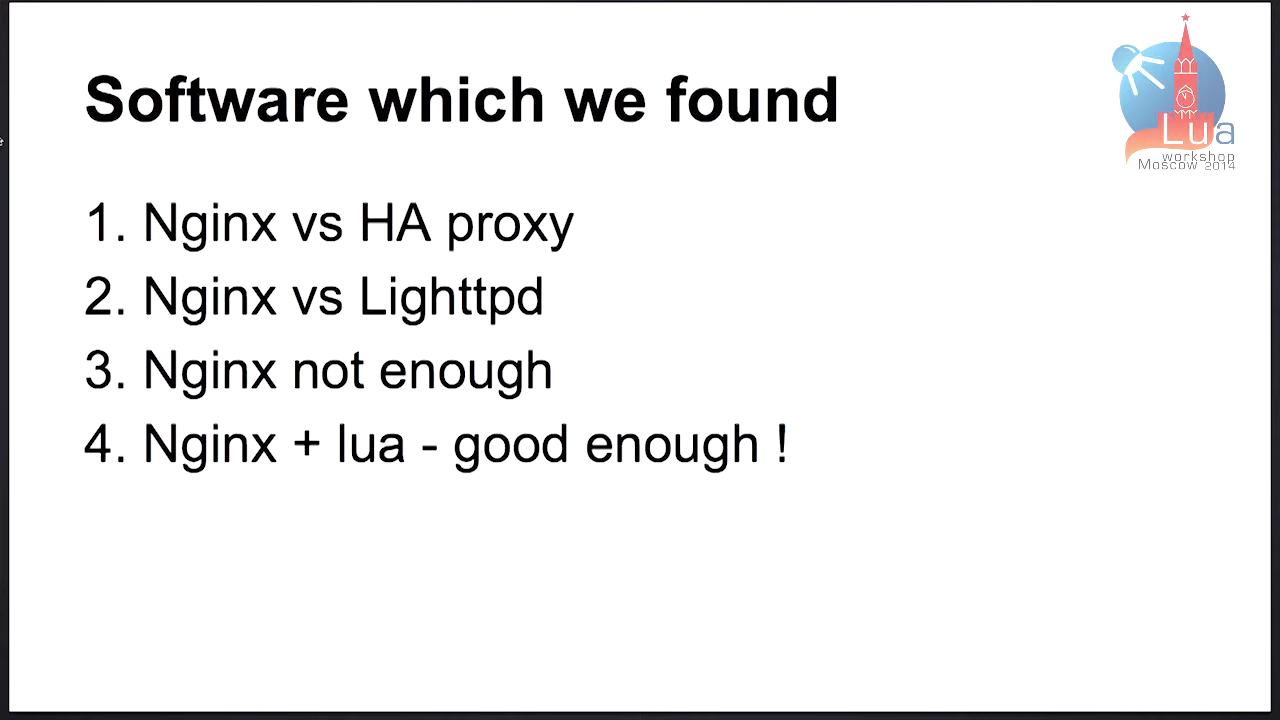 Software which we found
Lua
workshop
Moscow 2014
1. Nginx vs HA proxy
2. Nginx vs Lighttpd
3. Nginx not enough
4. Nginx + lua - good enough !